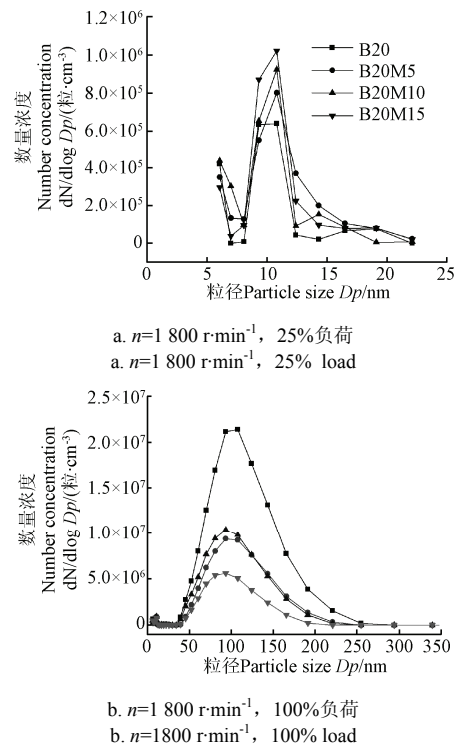 数量浓度
Number concentration
dN/dlog Dp/(粒·cm⁻³)
1.2×10⁶
1.0×10⁶
8.0×10⁵
6.0×10⁵
4.0×10⁵
2.0×10⁵
0
B20
B20M5
B20M10
B20M15
0 5 10 15 20 25
粒径Particle size Dp/nm
a. n=1 800 r·min⁻¹，25%负荷
a. n=1 800 r·min⁻¹，25% load
数量浓度
Number concentration
dN/dlog Dp/(粒·cm⁻³)
2.5×10⁷
2.0×10⁷
1.5×10⁷
1.0×10⁷
5.0×10⁶
0
0 50 100 150 200 250 300 350
粒径Particle size Dp/nm
b. n=1 800 r·min⁻¹，100%负荷
b. n=1800 r·min⁻¹，100% load